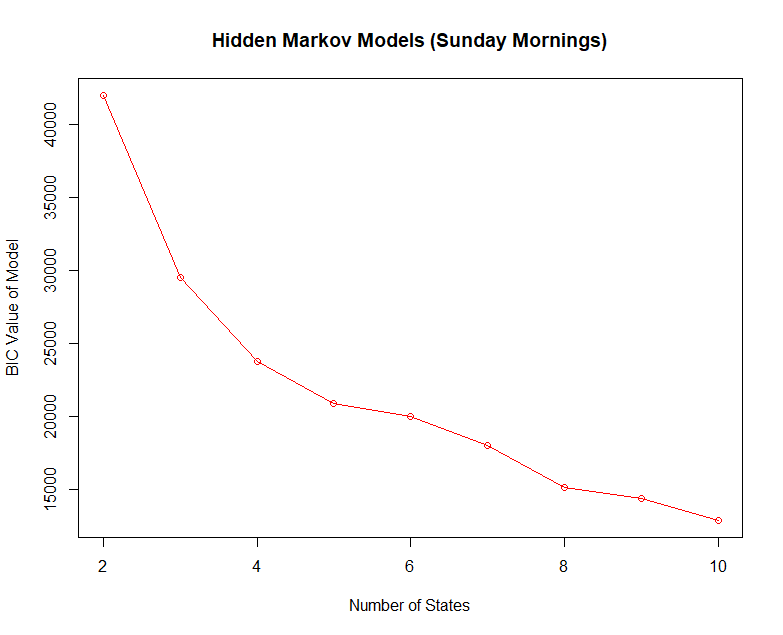 Hidden Markov Models (Sunday Mornings)
BIC Value of Model
40000
35000
30000
25000
20000
15000
2 4 6 8 10
Number of States